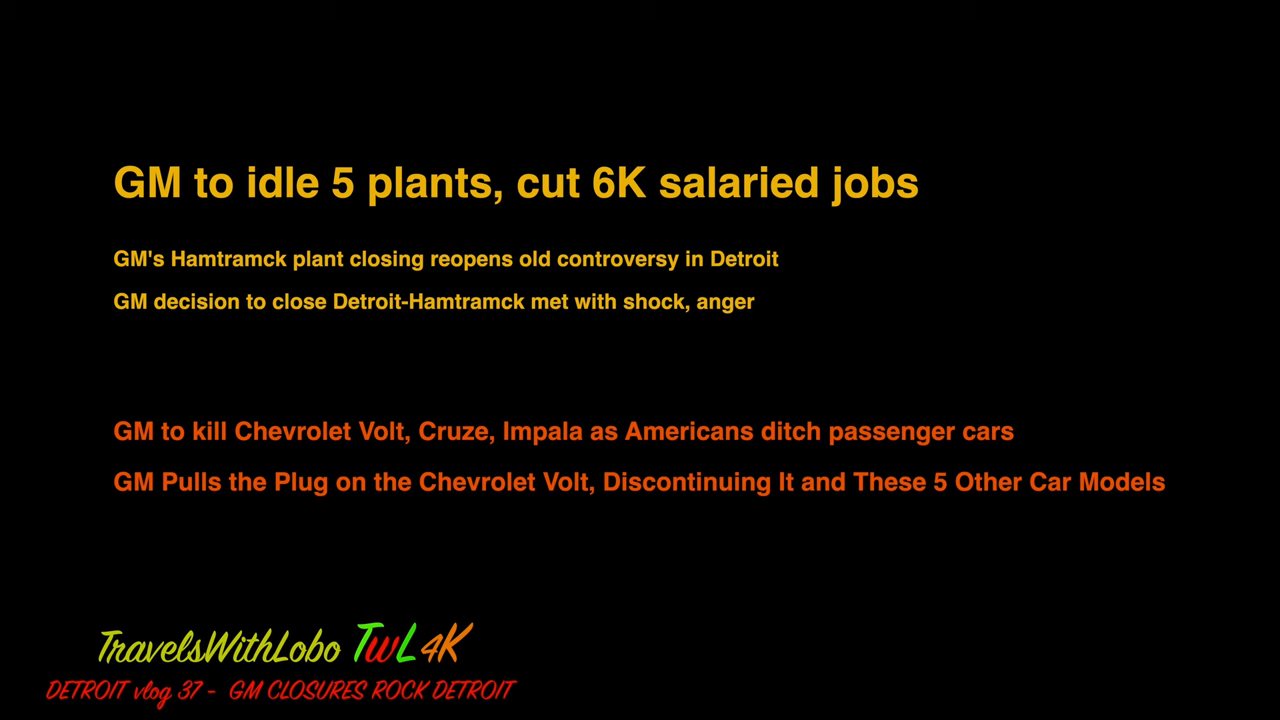 GM to idle 5 plants, cut 6K salaried jobs
GM's Hamtramck plant closing reopens old controversy in Detroit
GM decision to close Detroit-Hamtramck met with shock, anger
GM to kill Chevrolet Volt, Cruze, Impala as Americans ditch passenger cars
GM Pulls the Plug on the Chevrolet Volt, Discontinuing It and These 5 Other Car Models
TravelsWithLobo TwL 4K
DETROIT vlog 37 - GM CLOSURES ROCK DETROIT